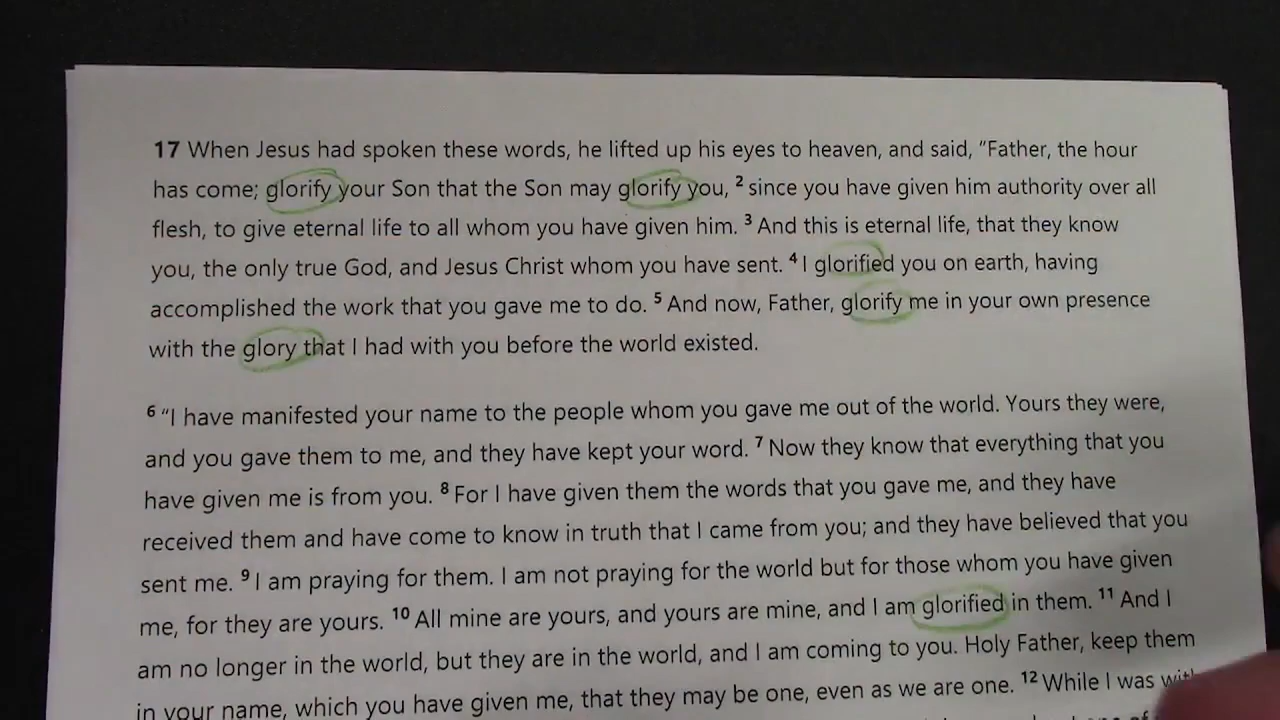 17 When Jesus had spoken these words, he lifted up his eyes to heaven, and said, “Father, the hour
has come; glorify your Son that the Son may glorify you, 2 since you have given him authority over all
flesh, to give eternal life to all whom you have given him. 3 And this is eternal life, that they know
you, the only true God, and Jesus Christ whom you have sent. 4 I glorified you on earth, having
accomplished the work that you gave me to do. 5 And now, Father, glorify me in your own presence
with the glory that I had with you before the world existed.
6 “I have manifested your name to the people whom you gave me out of the world. Yours they were,
and you gave them to me, and they have kept your word. 7 Now they know that everything that you
have given me is from you. 8 For I have given them the words that you gave me, and they have
received them and have come to know in truth that I came from you; and they have believed that you
sent me. 9 I am praying for them. I am not praying for the world but for those whom you have given
me, for they are yours. 10 All mine are yours, and yours are mine, and I am glorified in them. 11 And I
am no longer in the world, but they are in the world, and I am coming to you. Holy Father, keep them
in your name, which you have given me, that they may be one, even as we are one. 12 While I was with